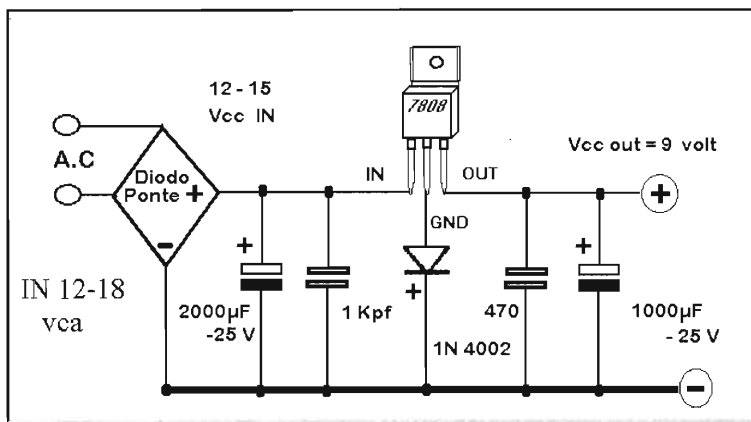 12 - 15
Vcc IN
7808
A.C
Diodo
Ponte +
-
IN
OUT
GND
Vcc out = 9 volt
+
+
+
+
IN 12-18
vca
2000µF
-25 V
1 Kpf
1N 4002
470
1000µF
- 25 V
-